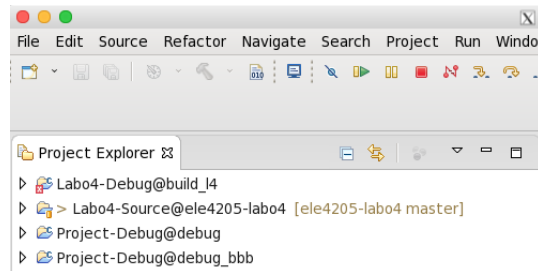 File Edit Source Refactor Navigate Search Project Run Windo
010
Project Explorer
Labo4-Debug@build_l4
> Labo4-Source@ele4205-labo4 [ele4205-labo4 master]
Project-Debug@debug
Project-Debug@debug_bbb